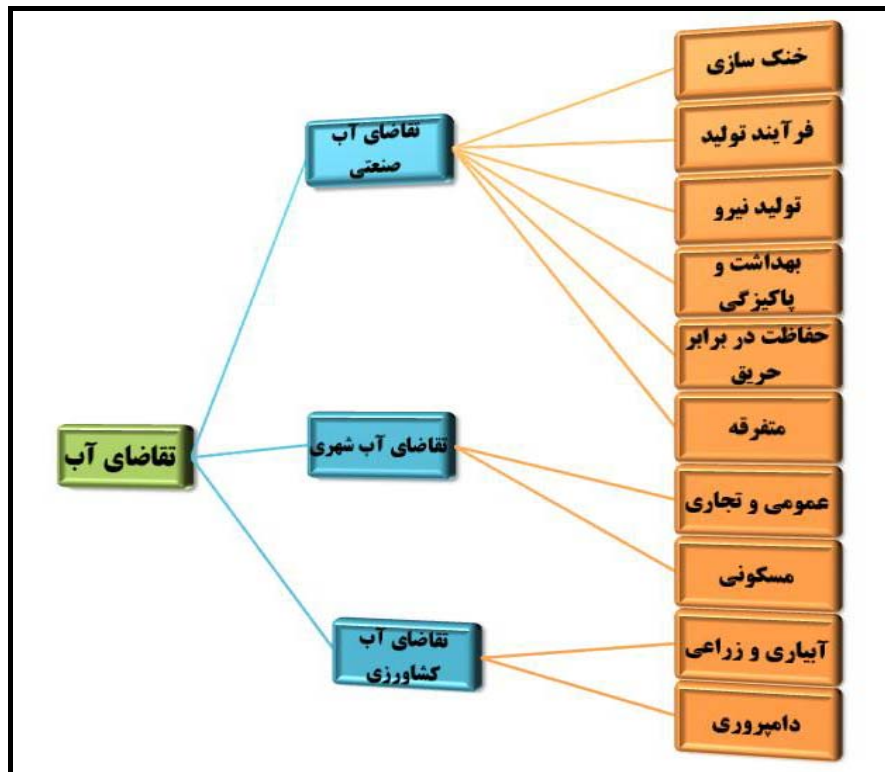 خنک سازی
فرآیند تولید
تولید نیرو
بهداشت و
پاکیزگی
حفاظت در برابر
حریق
متفرقه
عمومی و تجاری
مسکونی
آبیاری و زراعی
دامپروری
تقاضای آب
صنعتی
تقاضای آب شهری
تقاضای آب
کشاورزی
تقاضای آب